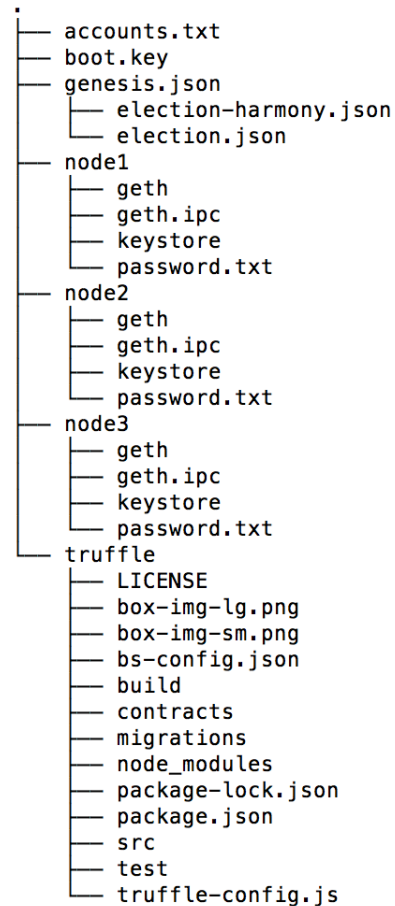 .
├── accounts.txt
├── boot.key
├── genesis.json
│   ├── election-harmony.json
│   └── election.json
├── node1
│   ├── geth
│   ├── geth.ipc
│   ├── keystore
│   └── password.txt
├── node2
│   ├── geth
│   ├── geth.ipc
│   ├── keystore
│   └── password.txt
├── node3
│   ├── geth
│   ├── geth.ipc
│   ├── keystore
│   └── password.txt
└── truffle
    ├── LICENSE
    ├── box-img-lg.png
    ├── box-img-sm.png
    ├── bs-config.json
    ├── build
    ├── contracts
    ├── migrations
    ├── node_modules
    ├── package-lock.json
    ├── package.json
    ├── src
    ├── test
    └── truffle-config.js